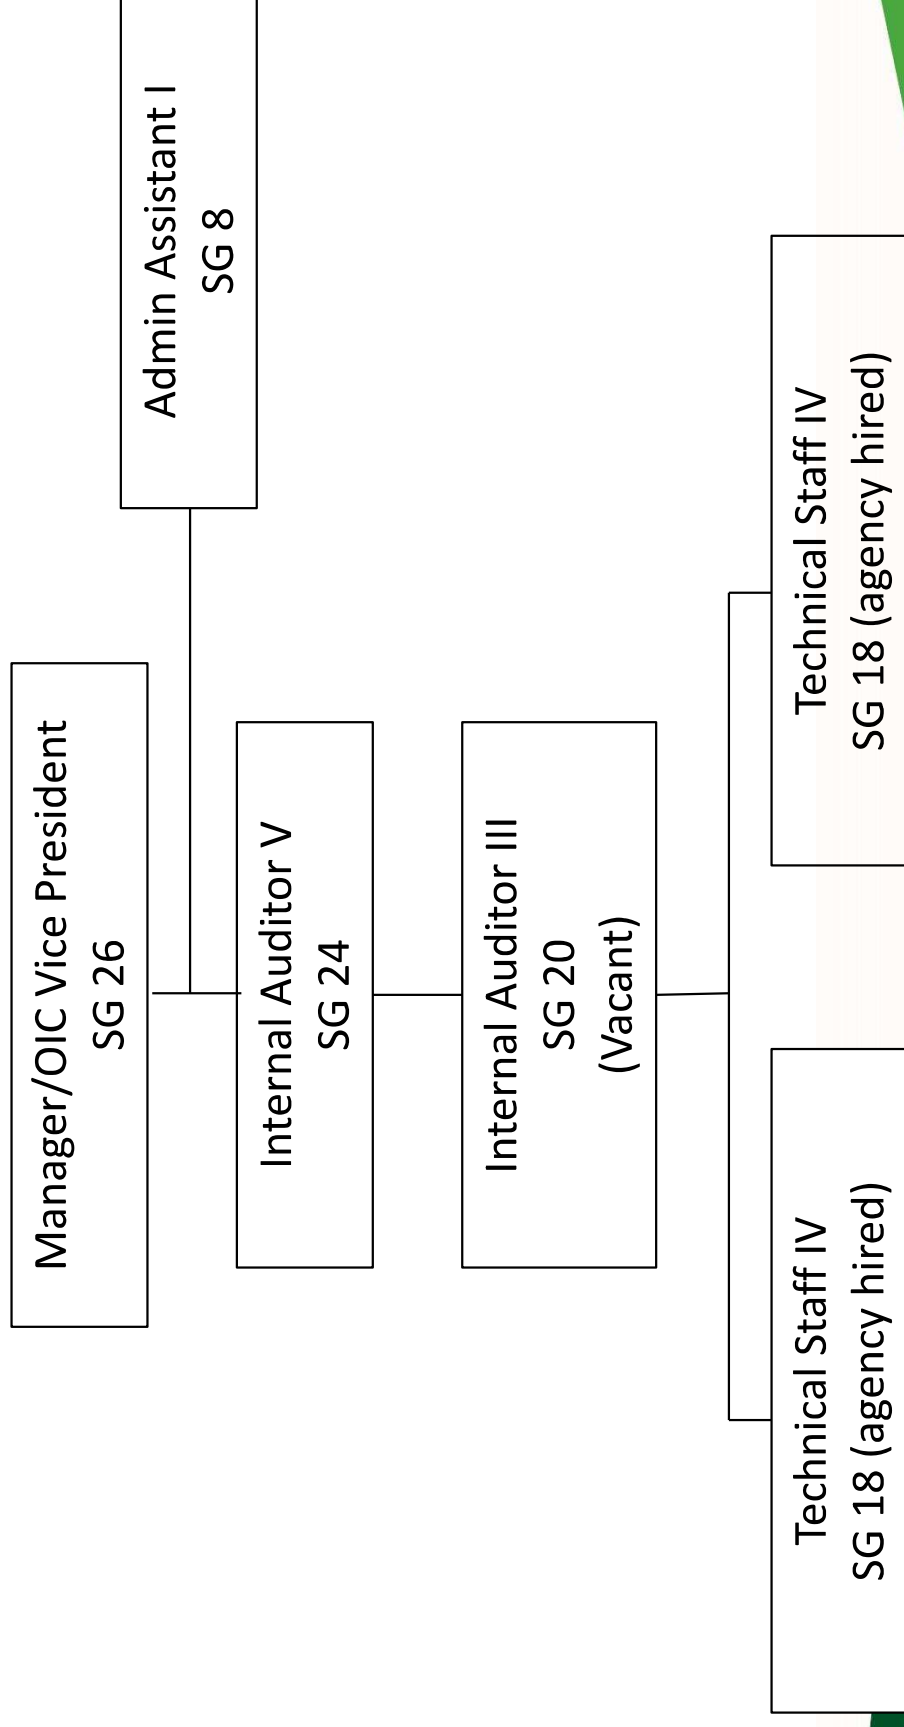 Manager/OIC Vice President
SG 26
Admin Assistant I
SG 8
Internal Auditor V
SG 24
Internal Auditor III
SG 20
(Vacant)
Technical Staff IV
SG 18 (agency hired)
Technical Staff IV
SG 18 (agency hired)